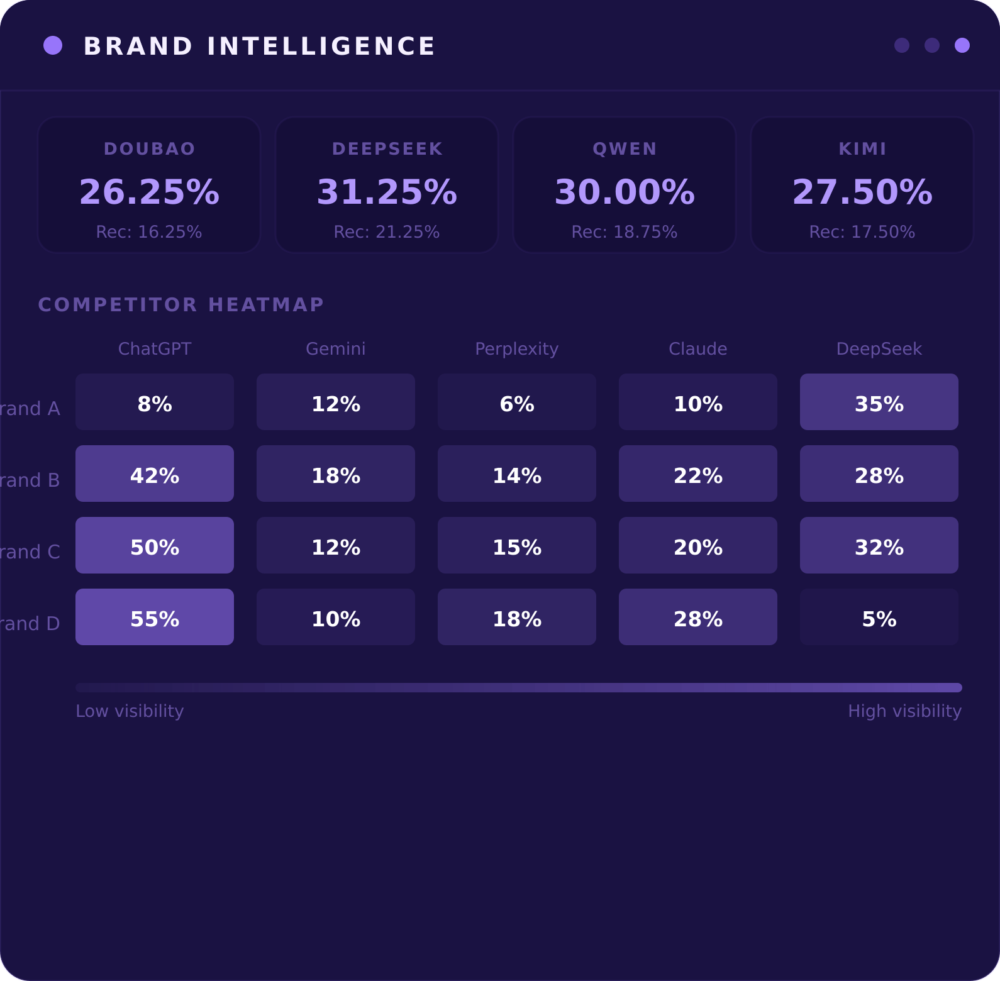 BRAND INTELLIGENCE
DOUBAO DEEPSEEK QWEN KIMI
26.25% 31.25% 30.00% 27.50%
Rec: 16.25% Rec: 21.25% Rec: 18.75% Rec: 17.50%
COMPETITOR HEATMAP
ChatGPT Gemini Perplexity Claude DeepSeek
rand A 8% 12% 6% 10% 35%
rand B 42% 18% 14% 22% 28%
rand C 50% 12% 15% 20% 32%
rand D 55% 10% 18% 28% 5%
Low visibility High visibility